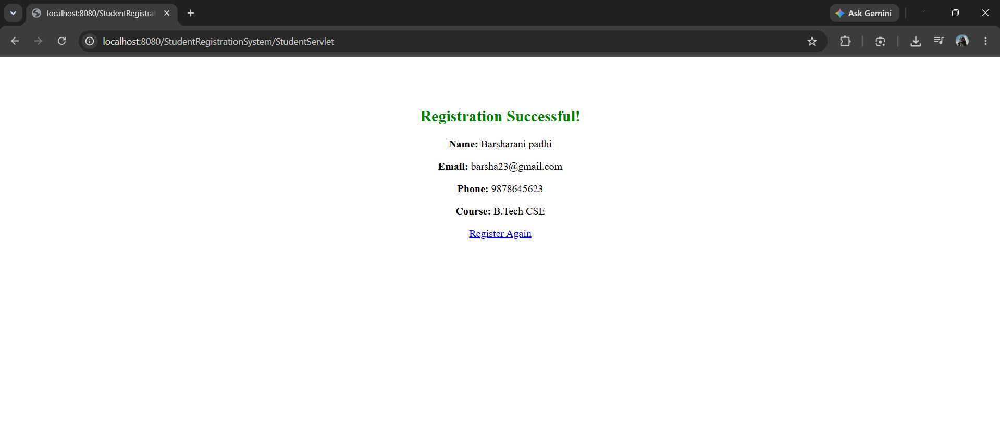 localhost:8080/StudentRegistra
Ask Gemini
localhost:8080/StudentRegistrationSystem/StudentServlet
Registration Successful!
Name: Barsharani padhi
Email: barsha23@gmail.com
Phone: 9878645623
Course: B.Tech CSE
Register Again